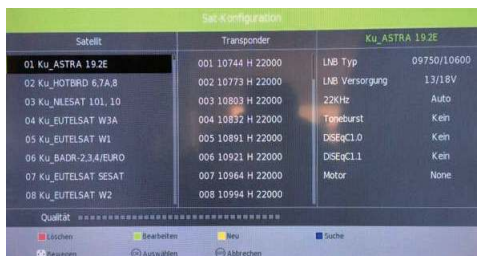 Sat-Konfiguration
Satellit
Transponder
Ku_ASTRA 19.2E
01 Ku_ASTRA 19.2E
001 10744 H 22000
LNB Typ
09750/10600
02 Ku_HOTBIRD 6,7A,8
002 10773 H 22000
LNB Versorgung
13/18V
03 Ku_NILESAT 101, 10
003 10803 H 22000
22KHz
Auto
04 Ku_EUTELSAT W3A
004 10832 H 22000
Toneburst
Kein
05 Ku_EUTELSAT W1
005 10891 H 22000
DiSEqC1.0
Kein
06 Ku_BADR-2,3,4/EURO
006 10921 H 22000
DiSEqC1.1
Kein
07 Ku_EUTELSAT SESAT
007 10964 H 22000
Motor
None
08 Ku_EUTELSAT W2
008 10994 H 22000
Qualität
Löschen
Bearbeiten
Neu
Suche
Bewegen
Auswählen
Abbrechen